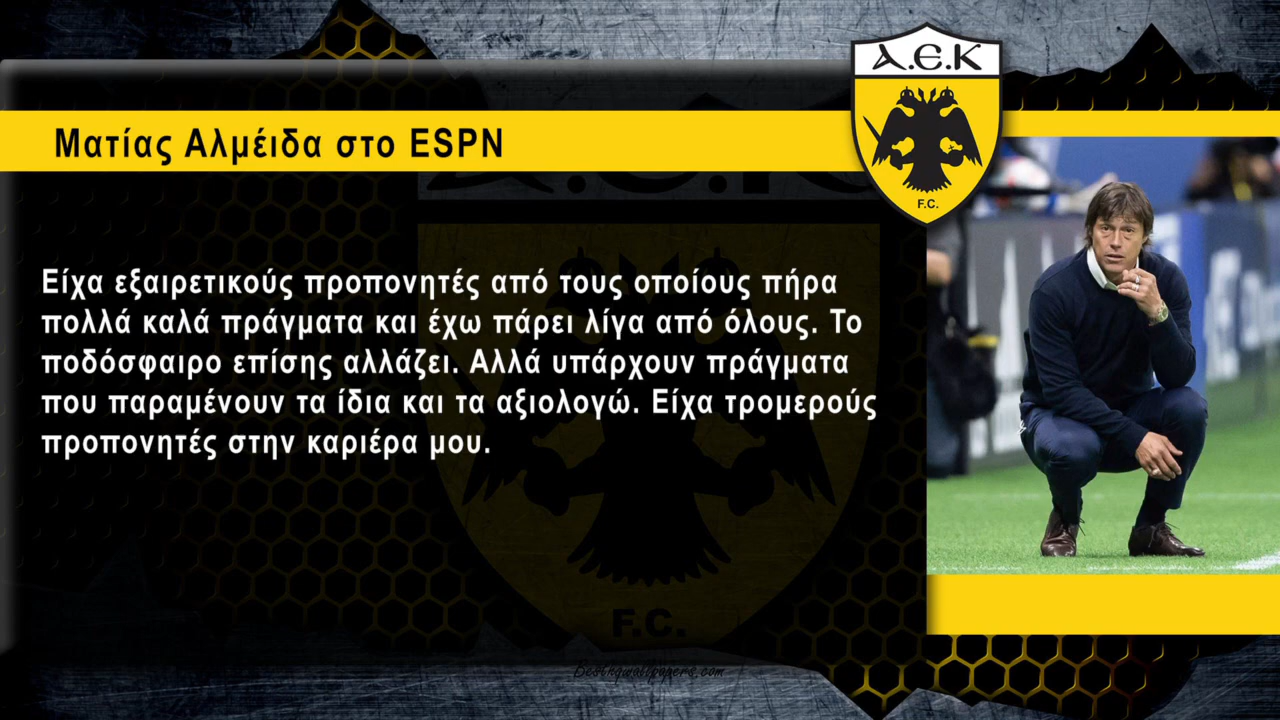 Α.Ε.Κ
Ματίας Αλμέιδα στο ESPN
F.C.
Είχα εξαιρετικούς προπονητές από τους οποίους πήρα
πολλά καλά πράγματα και έχω πάρει λίγα από όλους. Το
ποδόσφαιρο επίσης αλλάζει. Αλλά υπάρχουν πράγματα
που παραμένουν τα ίδια και τα αξιολογώ. Είχα τρομερούς
προπονητές στην καριέρα μου.
F.C.